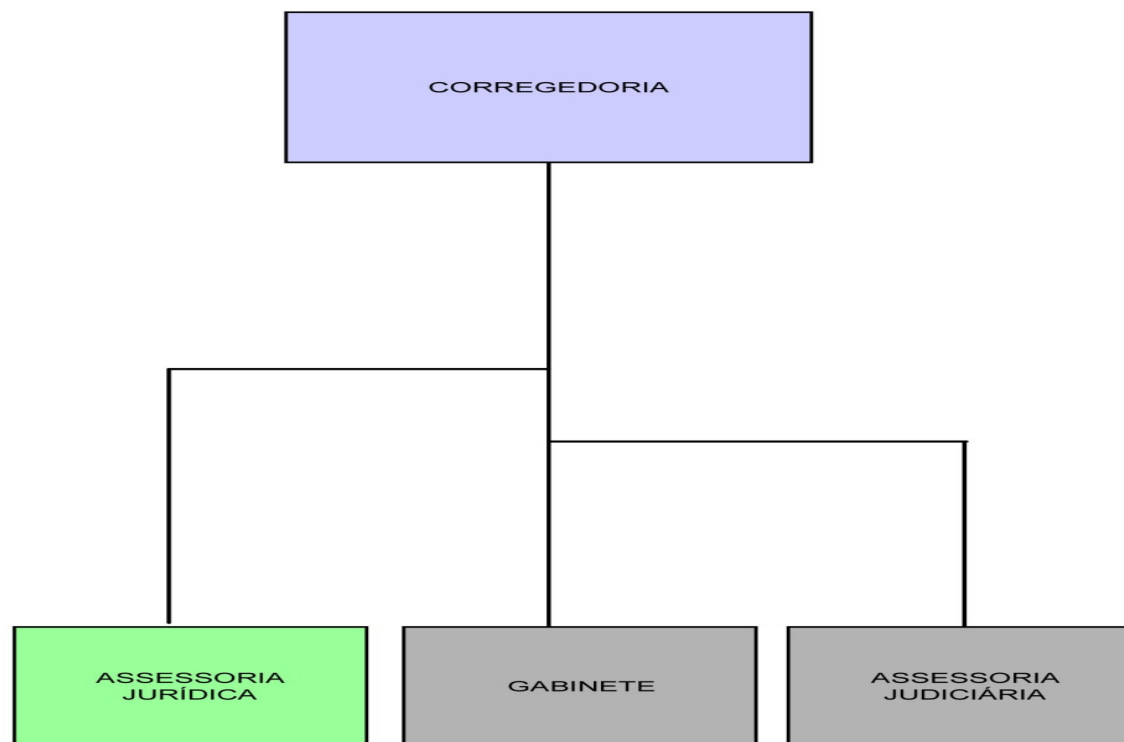 CORREGEDORIA
ASSESSORIA
JURÍDICA
GABINETE
ASSESSORIA
JUDICIÁRIA